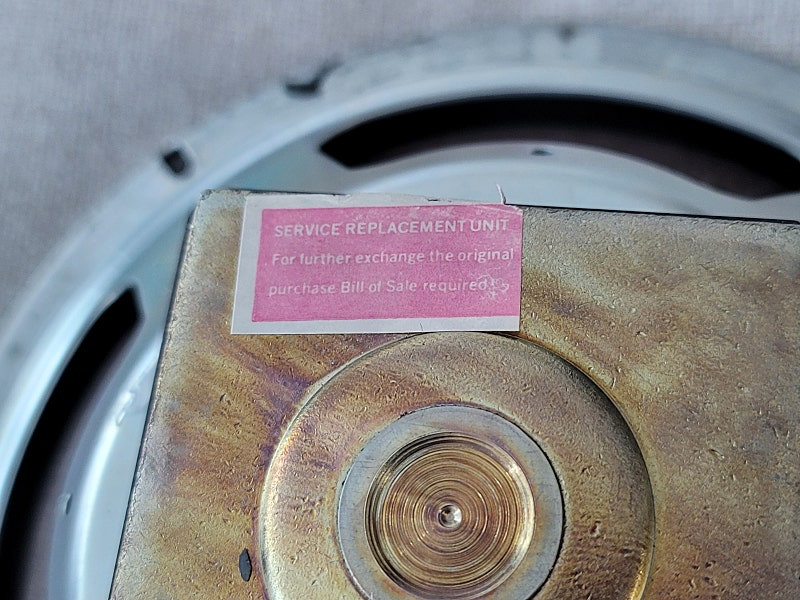 SERVICE REPLACEMENT UNIT
For further exchange the original
purchase Bill of Sale required